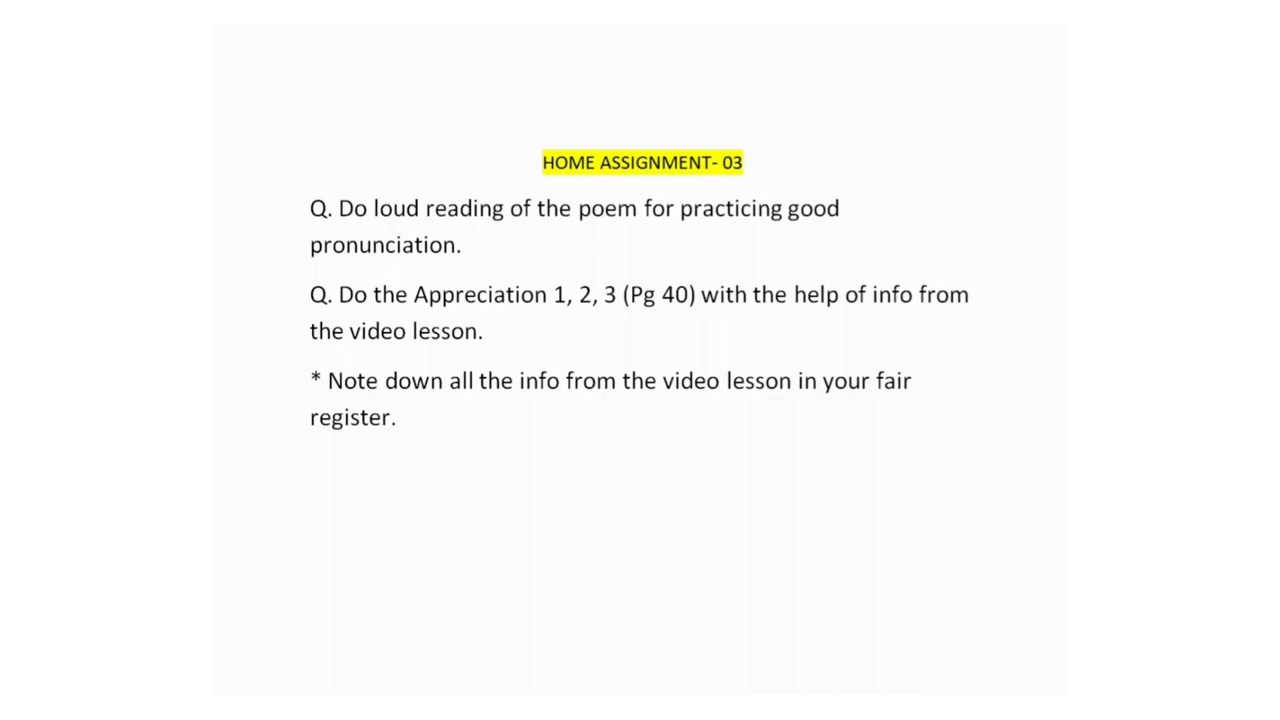 HOME ASSIGNMENT- 03
Q. Do loud reading of the poem for practicing good
pronunciation.
Q. Do the Appreciation 1, 2, 3 (Pg 40) with the help of info from
the video lesson.
* Note down all the info from the video lesson in your fair
register.